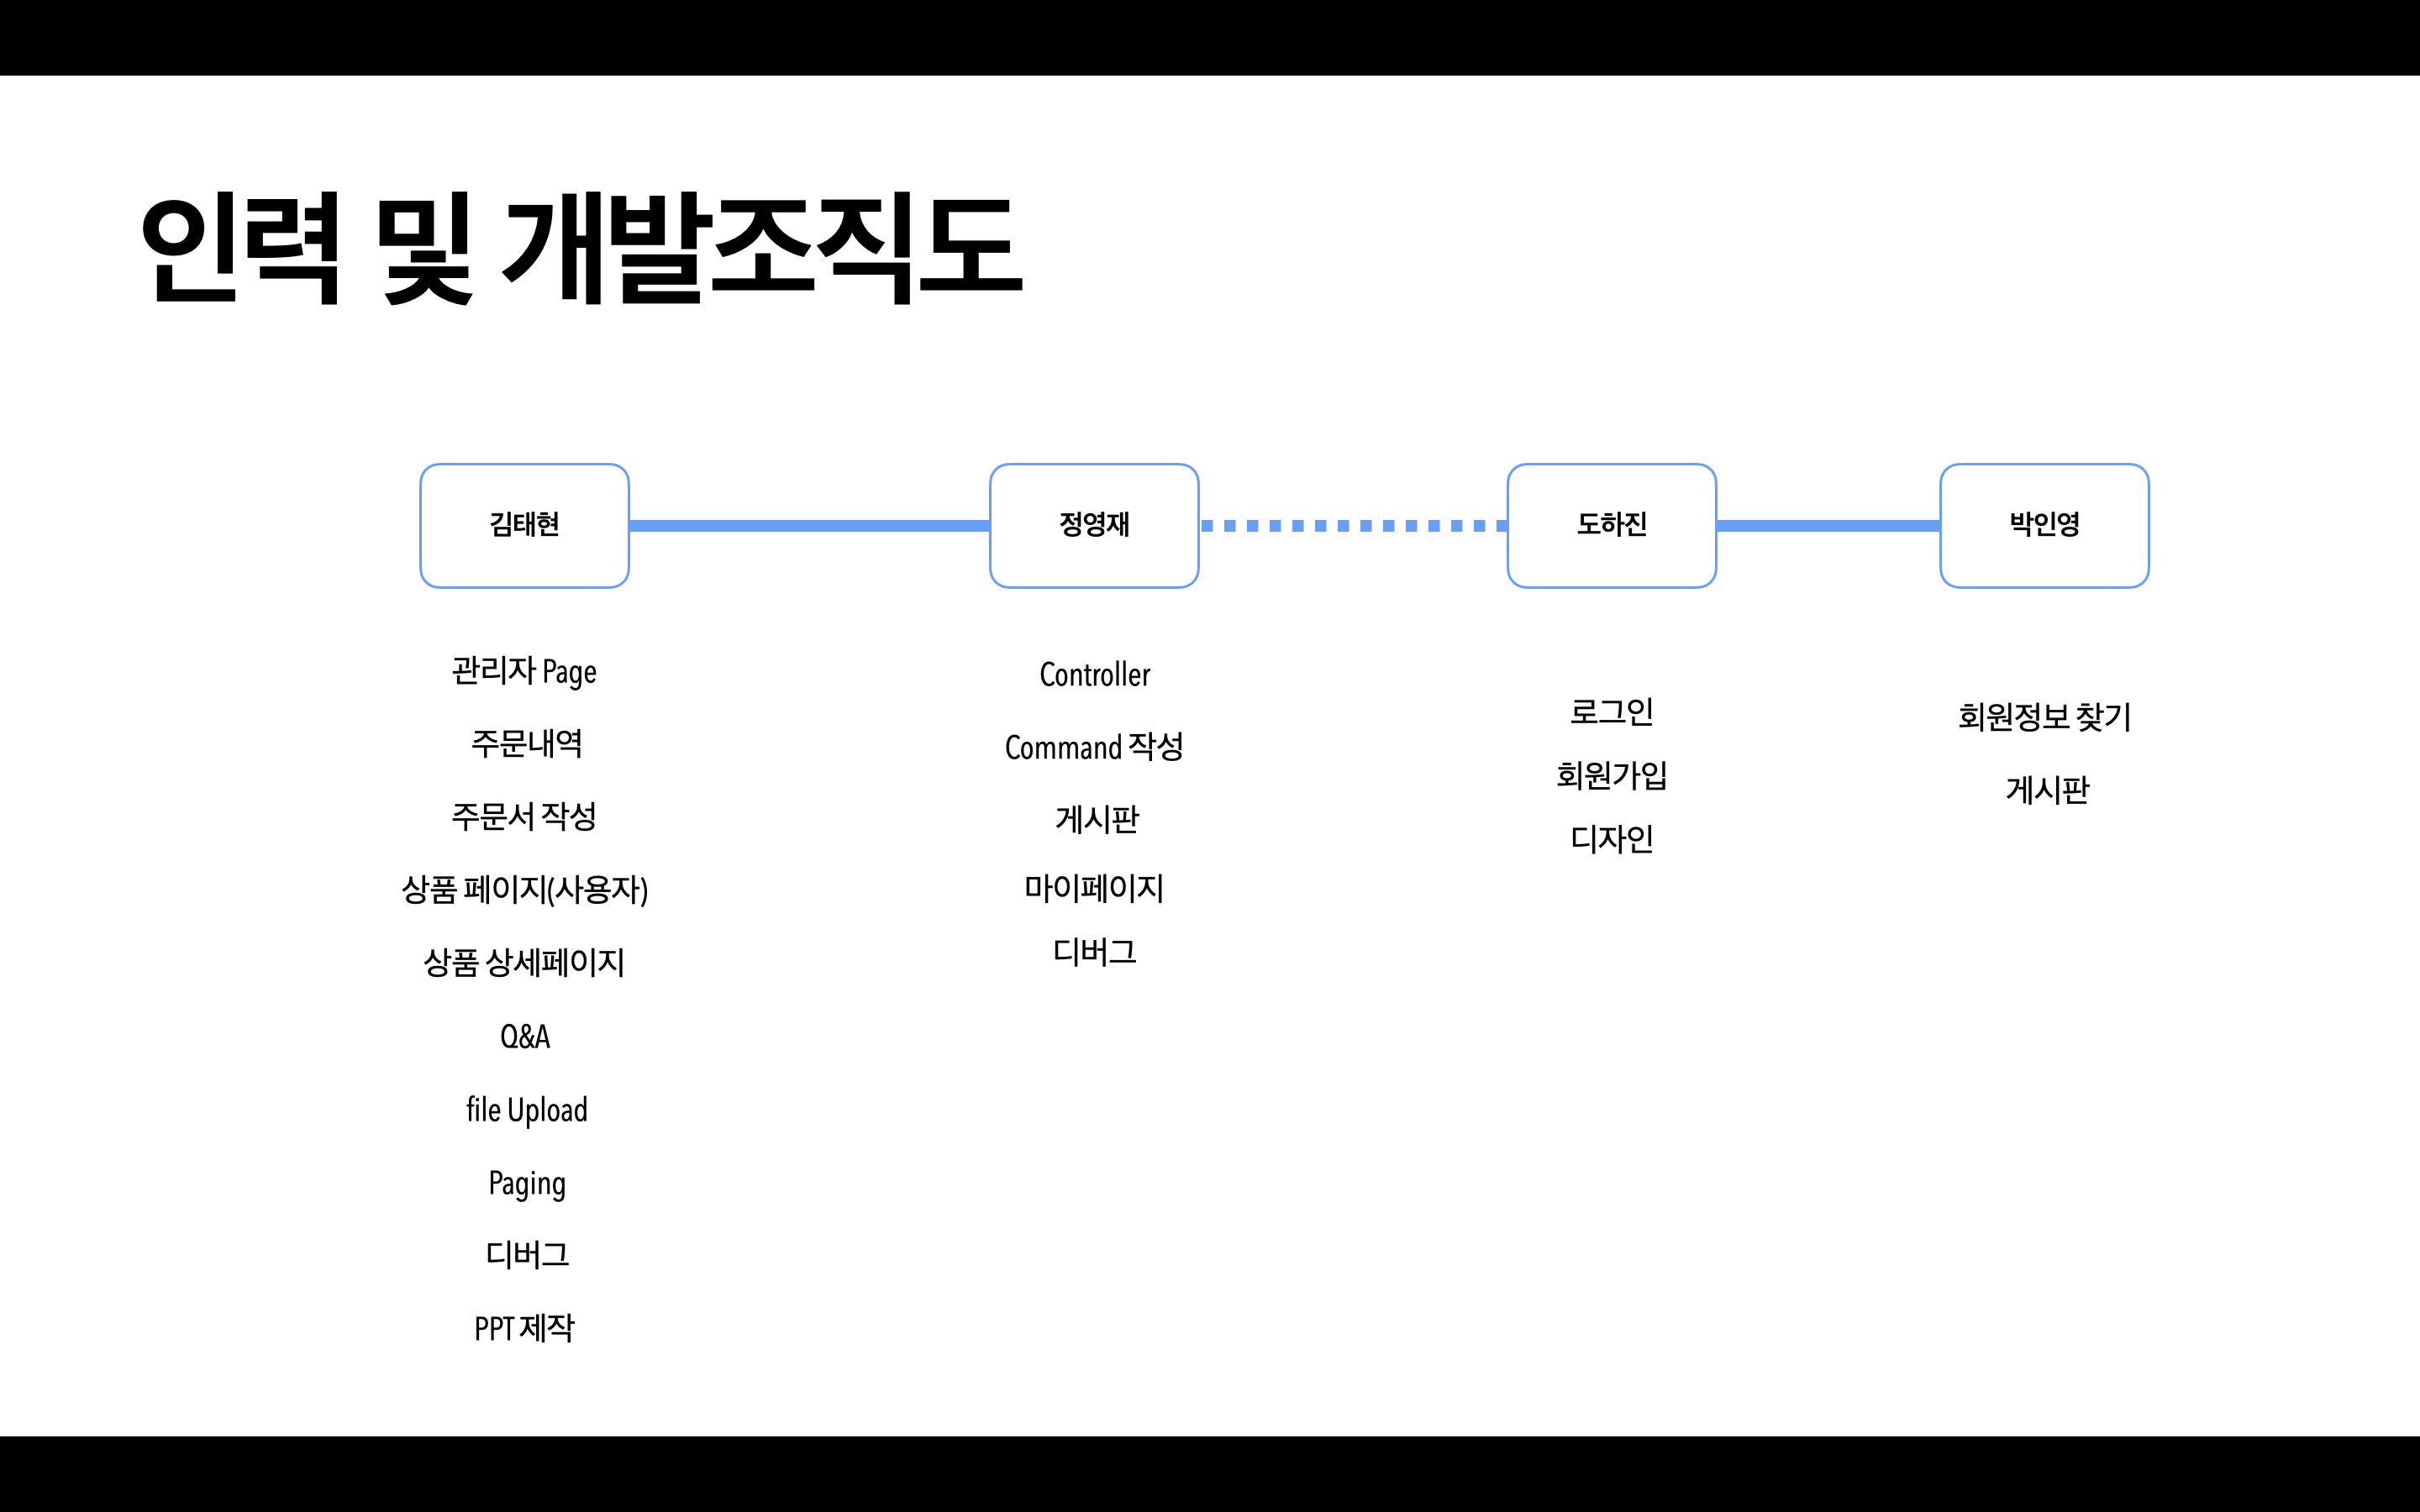 인력 및 개발조직도
김태현
관리자 Page
주문내역
주문서 작성
상품 페이지(사용자)
상품 상세페이지
Q&A
file Upload
Paging
디버그
PPT 제작
정영재
Controller
Command 작성
게시판
마이페이지
디버그
도하진
로그인
회원가입
디자인
박인영
회원정보 찾기
게시판